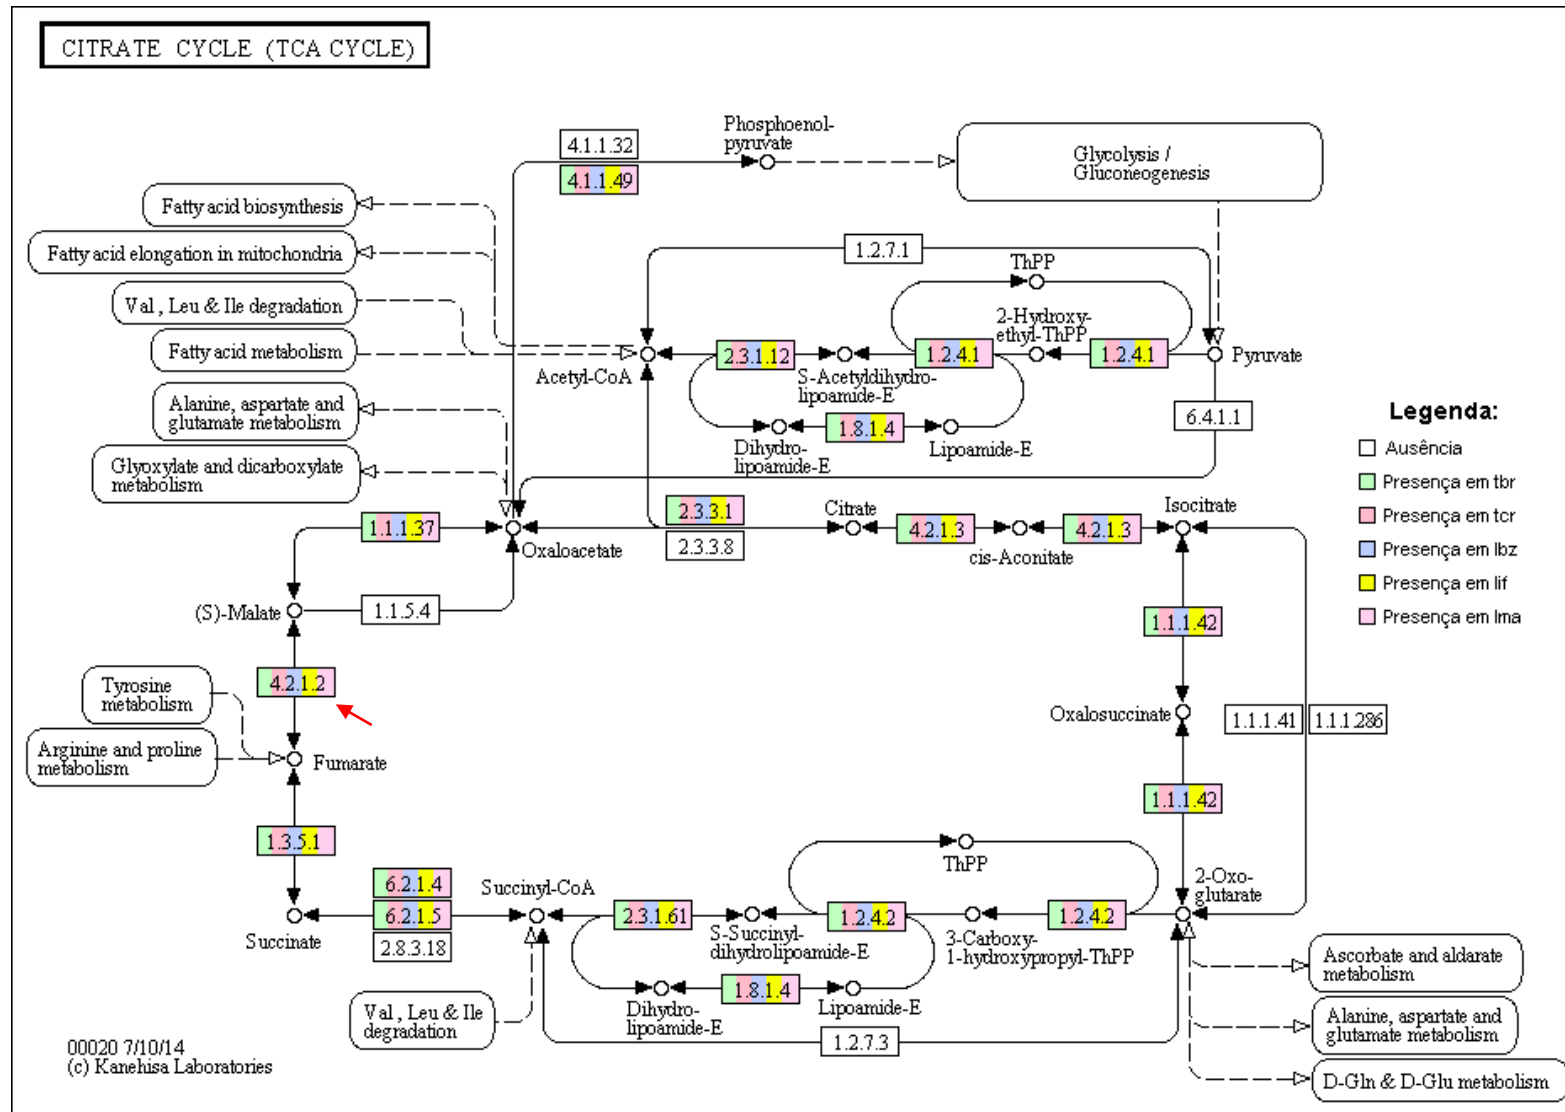 CITRATE CYCLE (TCA CYCLE)
Phosphoenol-
pyruvate
4.1.1.32
4.1.1.49
Glycolysis /
Gluconeogenesis
Fatty acid biosynthesis
Fatty acid elongation in mitochondria
Val , Leu & Ile degradation
Fatty acid metabolism
Alanine, aspartate and
glutamate metabolism
Glyoxylate and dicarboxylate
metabolism
1.2.7.1
ThPP
2-Hydroxy-
ethyl-ThPP
Acetyl-CoA
2.3.1.12
S-Acetyldihydro-
lipoamide-E
1.2.4.1
1.2.4.1
Pyruvate
Dihydro-
lipoamide-E
1.8.1.4
Lipoamide-E
6.4.1.1
Legenda:
Ausência
Presença em tbr
Presença em tcr
Presença em lbz
Presença em lif
Presença em lma
1.1.1.37
Oxaloacetate
2.3.3.1
2.3.3.8
Citrate
4.2.1.3
cis-Aconitate
4.2.1.3
Isocitrate
(S)-Malate
1.1.5.4
1.1.1.42
4.2.1.2
Tyrosine
metabolism
Arginine and proline
metabolism
Fumarate
Oxalosuccinate
1.1.1.41
1.1.1.286
1.1.1.42
1.3.5.1
ThPP
6.2.1.4
6.2.1.5
2.8.3.18
Succinate
Succinyl-CoA
2.3.1.61
S-Succinyl-
dihydrolipoamide-E
1.2.4.2
3-Carboxy-
1-hydroxypropyl-ThPP
1.2.4.2
2-Oxo-
glutarate
Dihydro-
lipoamide-E
1.8.1.4
Lipoamide-E
Val , Leu & Ile
degradation
1.2.7.3
Ascorbate and aldarate
metabolism
Alanine, aspartate and
glutamate metabolism
D-Gln & D-Glu metabolism
00020 7/10/14
(c) Kanehisa Laboratories